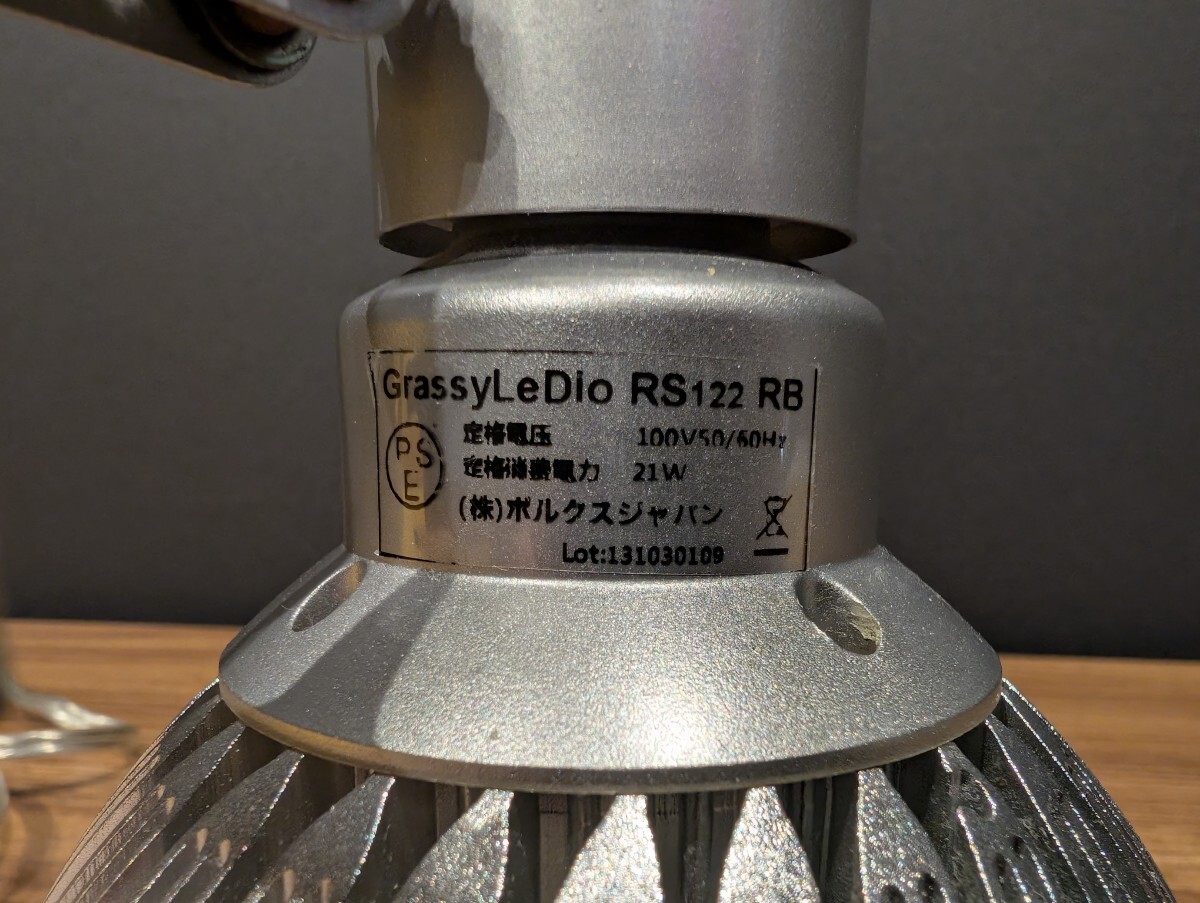 GrassyLeDio RS122 RB
PSE
定格電圧 100V50/60Hz
定格消費電力 21W
(株)ボルクスジャパン
Lot:131030109